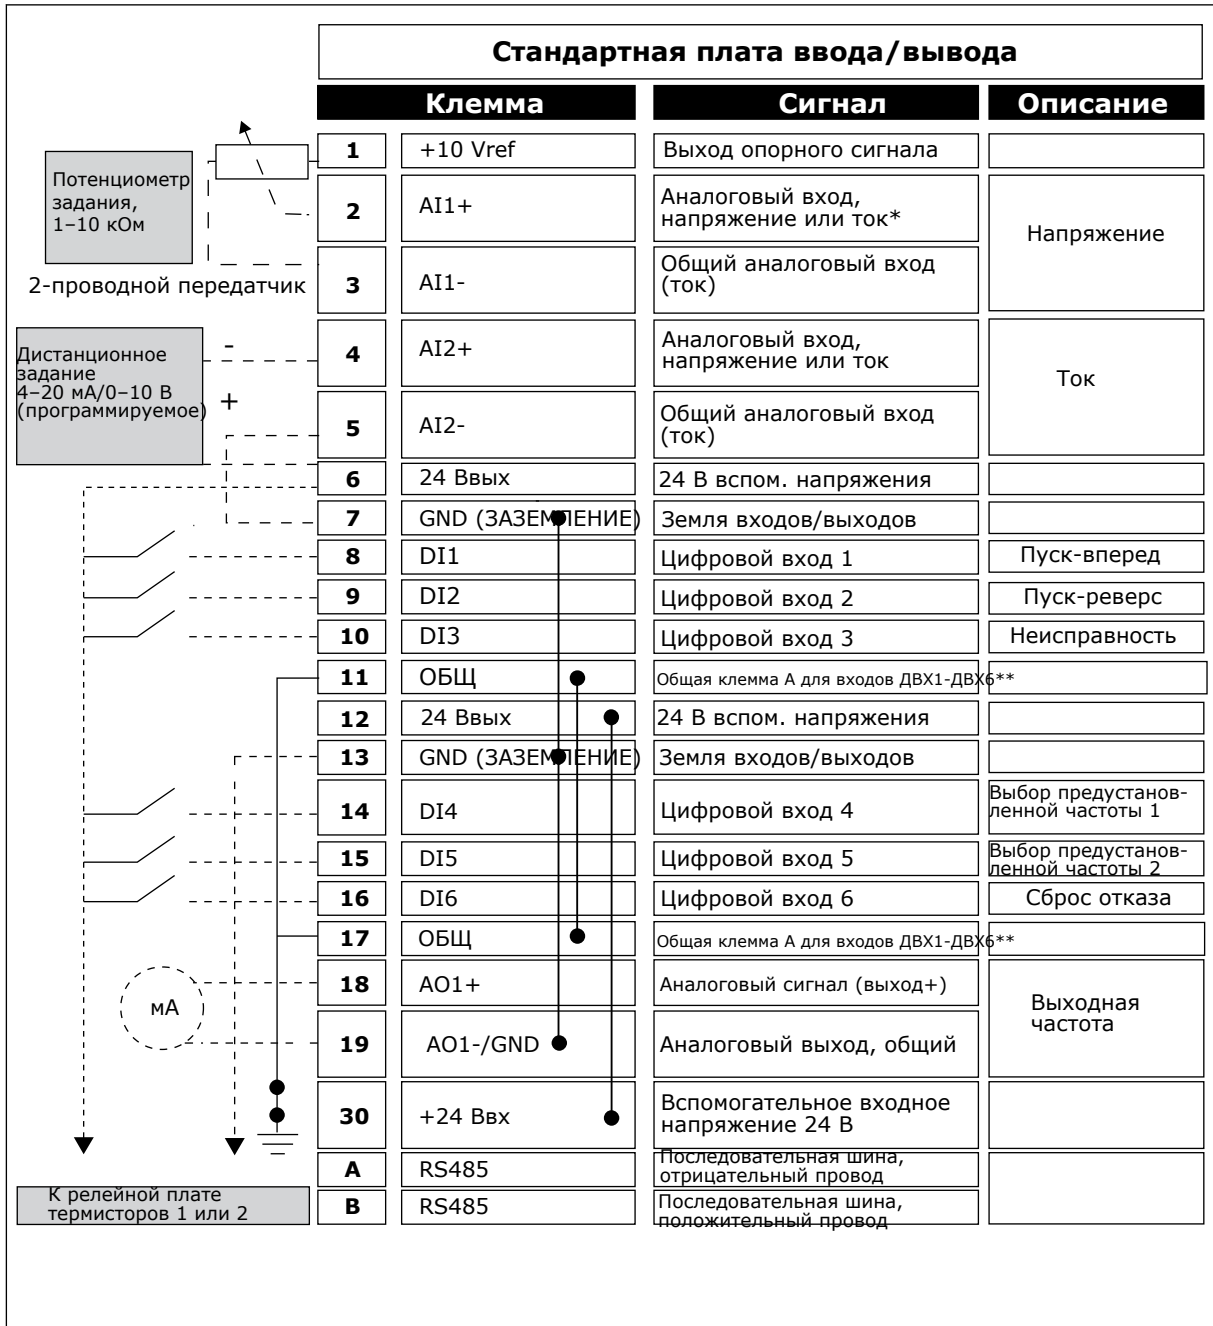 Стандартная плата ввода/вывода
Клемма Сигнал Описание
1 +10 Vref Выход опорного сигнала
Потенциометр
задания,
1–10 кОм
2 AI1+ Аналоговый вход,
напряжение или ток*
Напряжение
3 AI1- Общий аналоговый вход
(ток)
2-проводной передатчик
Дистанционное
задание
4–20 мА/0–10 В
(программируемое)
-
+
4 AI2+ Аналоговый вход,
напряжение или ток
Ток
5 AI2- Общий аналоговый вход
(ток)
6 24 Ввых 24 В вспом. напряжения
7 GND (ЗАЗЕМЛЕНИЕ) Земля входов/выходов
8 DI1 Цифровой вход 1 Пуск-вперед
9 DI2 Цифровой вход 2 Пуск-реверс
10 DI3 Цифровой вход 3 Неисправность
11 ОБЩ Общая клемма А для входов ДВХ1-ДВХ6**
12 24 Ввых 24 В вспом. напряжения
13 GND (ЗАЗЕМЛЕНИЕ) Земля входов/выходов
14 DI4 Цифровой вход 4 Выбор предустанов-
ленной частоты 1
15 DI5 Цифровой вход 5 Выбор предустанов-
ленной частоты 2
16 DI6 Цифровой вход 6 Сброс отказа
17 ОБЩ Общая клемма А для входов ДВХ1-ДВХ6**
мА
18 AO1+ Аналоговый сигнал (выход+)
Выходная
частота
19 AO1-/GND Аналоговый выход, общий
30 +24 Ввх Вспомогательное входное
напряжение 24 В
A RS485 Последовательная шина,
отрицательный провод
К релейной плате
термисторов 1 или 2
B RS485 Последовательная шина,
положительный провод